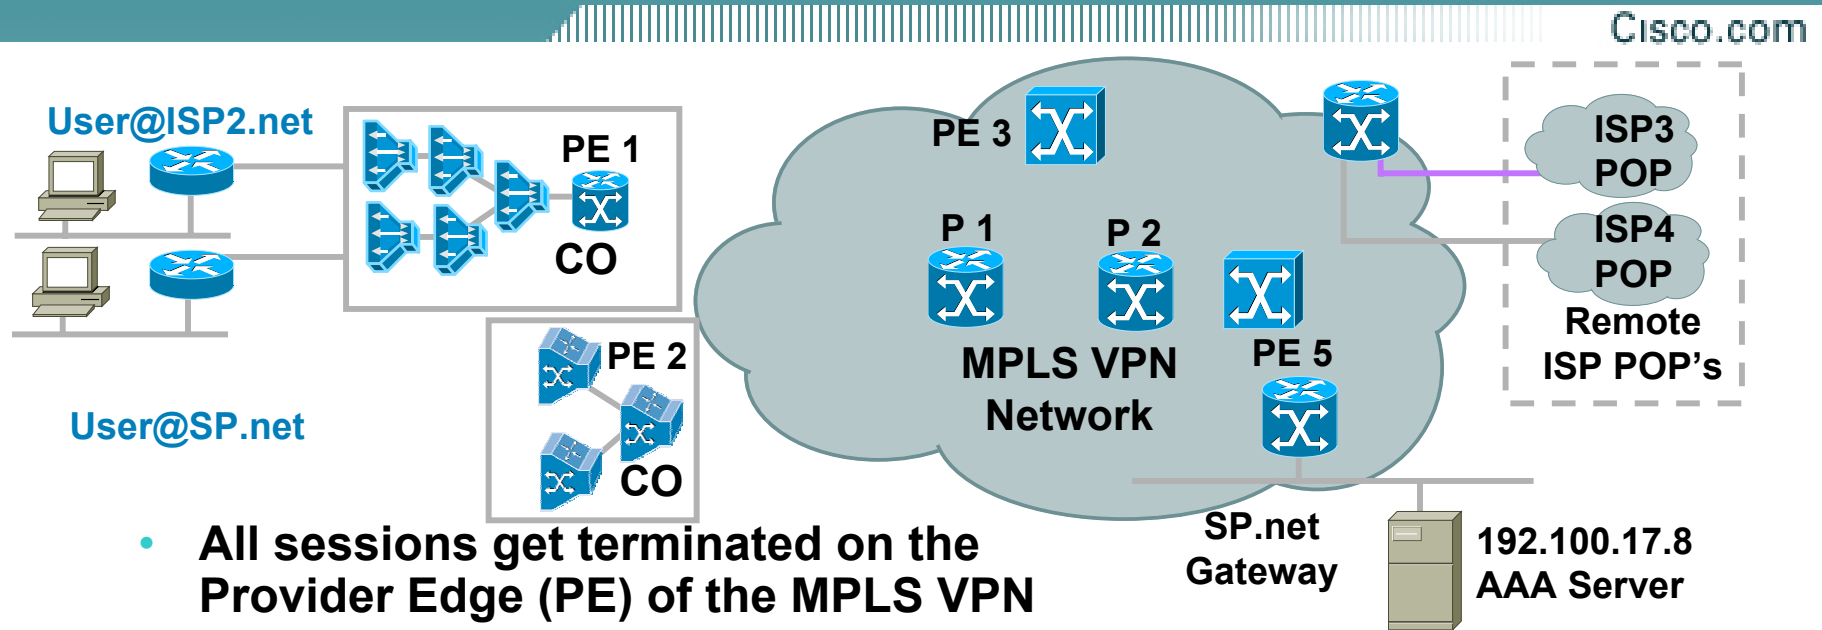 Cisco.com
User@ISP2.net
PE 1
CO
PE 3
ISP3
POP
P 1
P 2
ISP4
POP
Remote
ISP POP's
PE 2
CO
MPLS VPN
Network
PE 5
User@SP.net
SP.net
Gateway
192.100.17.8
AAA Server
• All sessions get terminated on the
Provider Edge (PE) of the MPLS VPN